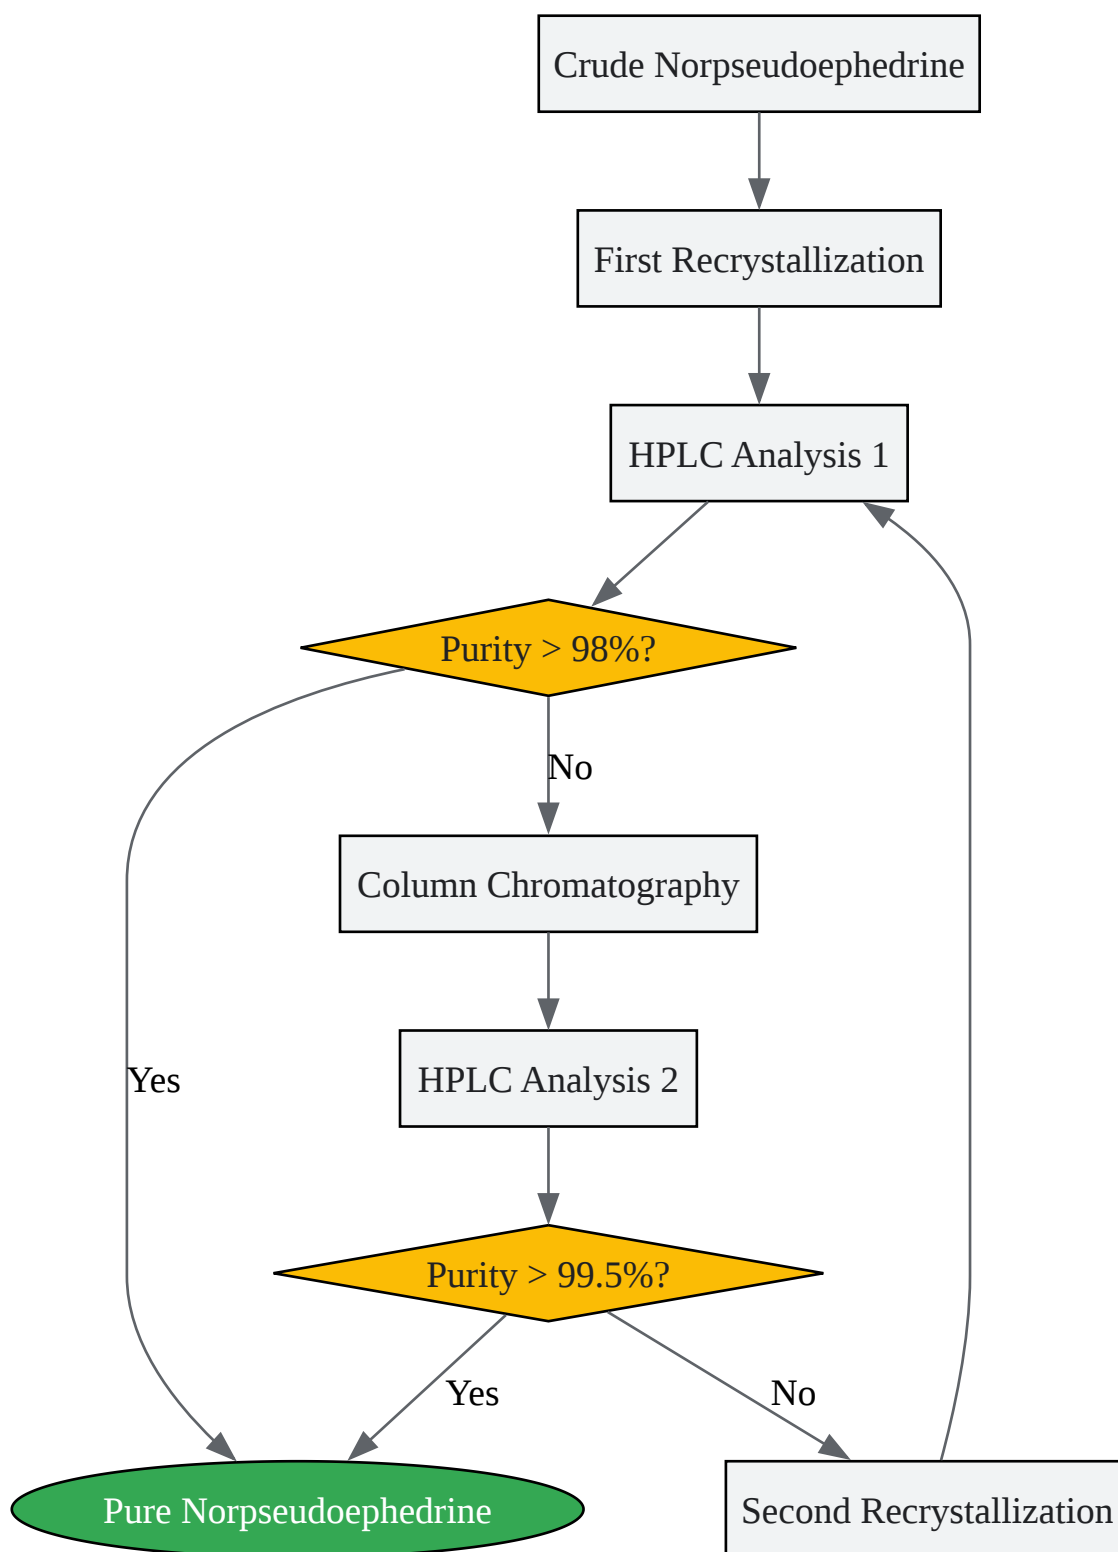 Crude Norpseudoephedrine
First Recrystallization
HPLC Analysis 1
Purity > 98%?
No
Column Chromatography
Yes
HPLC Analysis 2
Purity > 99.5%?
Yes
No
Pure Norpseudoephedrine
Second Recrystallization